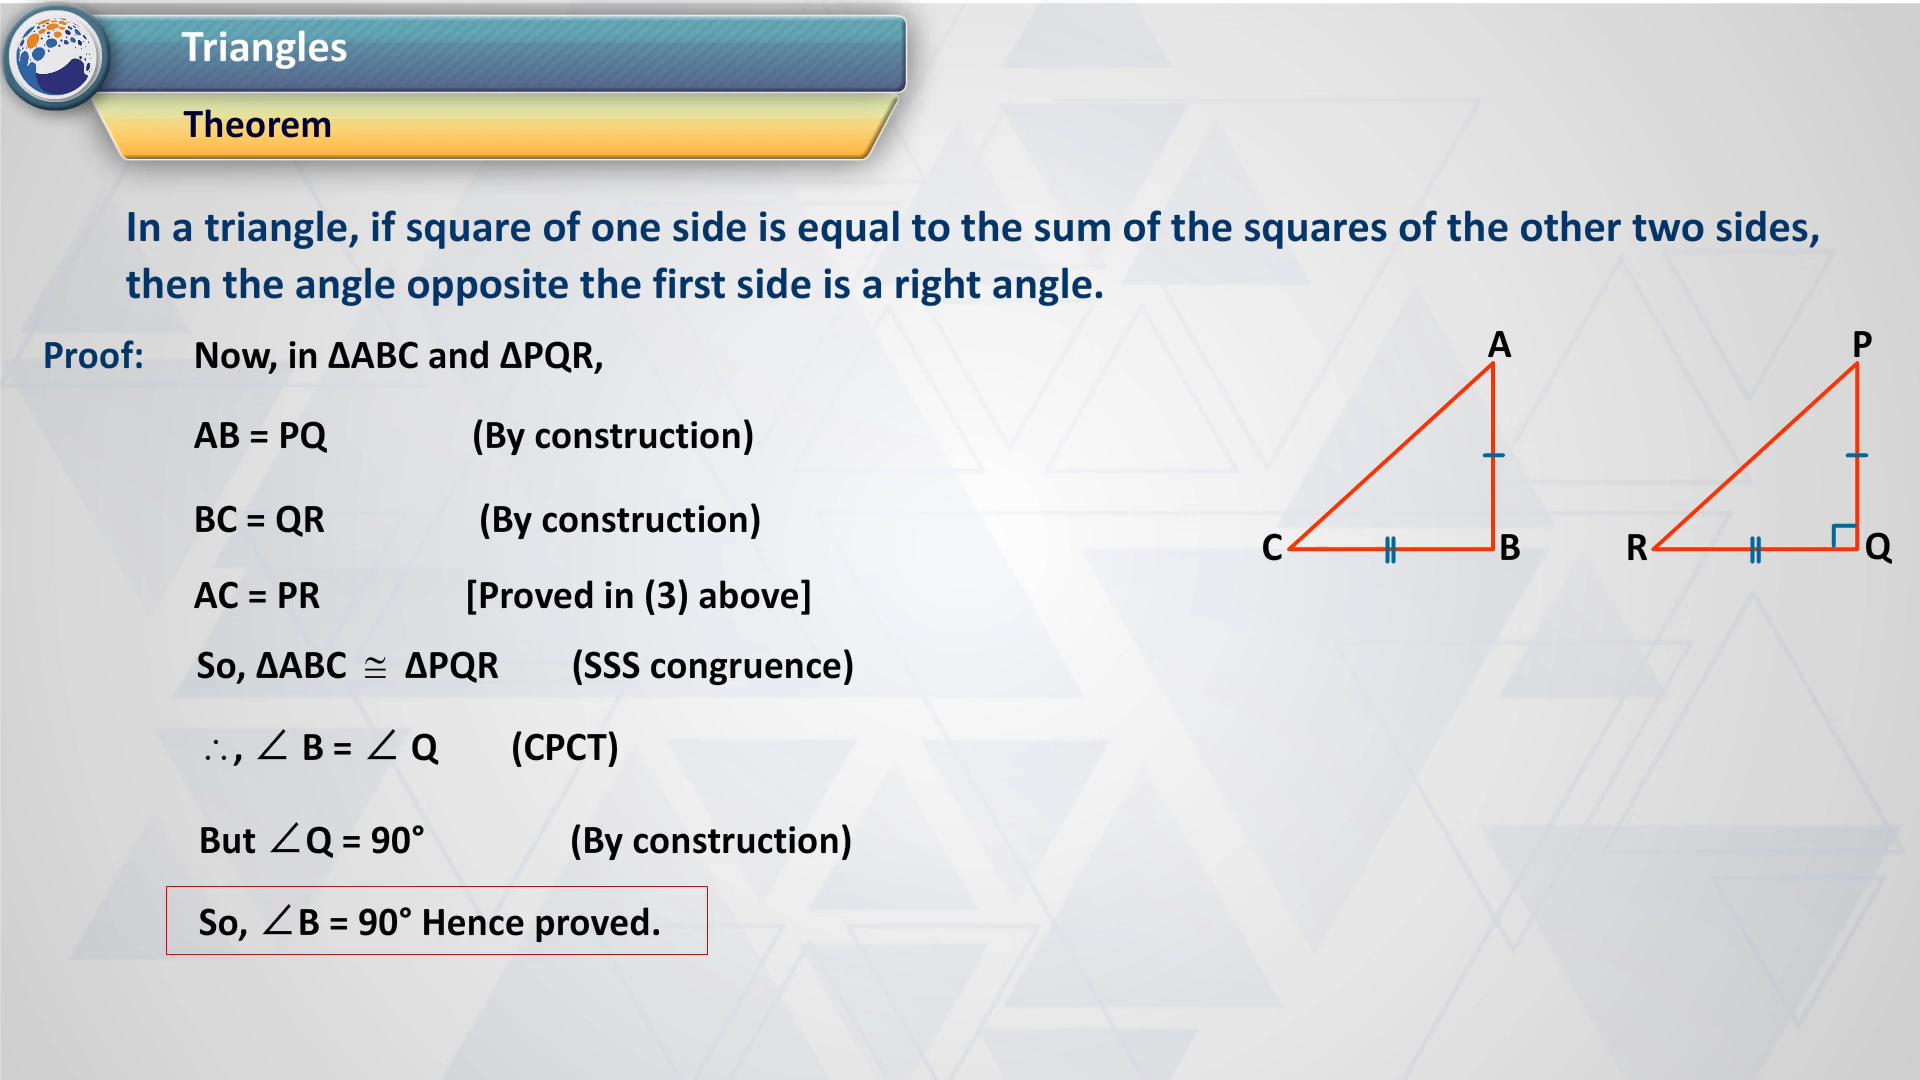 Triangles
Theorem
In a triangle, if square of one side is equal to the sum of the squares of the other two sides,
then the angle opposite the first side is a right angle.
Proof: Now, in ΔABC and ΔPQR,
AB = PQ (By construction)
BC = QR (By construction)
AC = PR [Proved in (3) above]
So, ΔABC ≅ ΔPQR (SSS congruence)
∴, ∠ B = ∠ Q (CPCT)
But ∠Q = 90° (By construction)
So, ∠B = 90° Hence proved.
A
C
B
P
R
Q